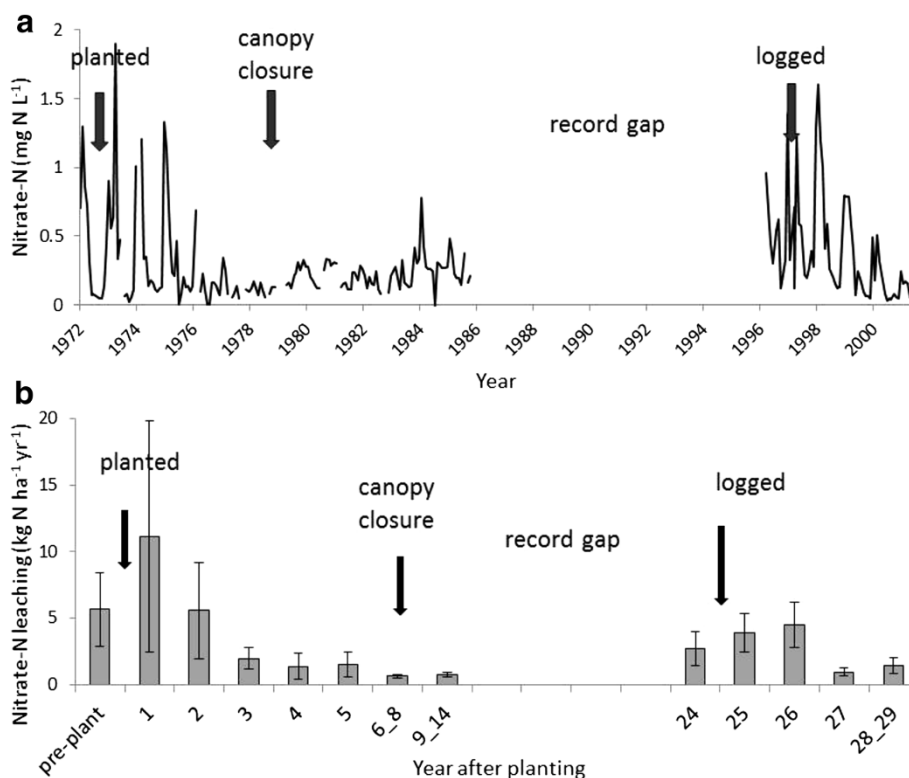 a
2
1.5
1
0.5
0
Nitrate-N (mg N L⁻¹)
planted
canopy
closure
record gap
logged
1972
1974
1976
1978
1980
1982
1984
1986
1988
1990
1992
1994
1996
1998
2000
Year
b
20
15
10
5
0
Nitrate-N leaching (kg N ha⁻¹ yr⁻¹)
planted
canopy
closure
record gap
logged
pre-plant
1
2
3
4
5
6_8
9_14
24
25
26
27
28_29
Year after planting